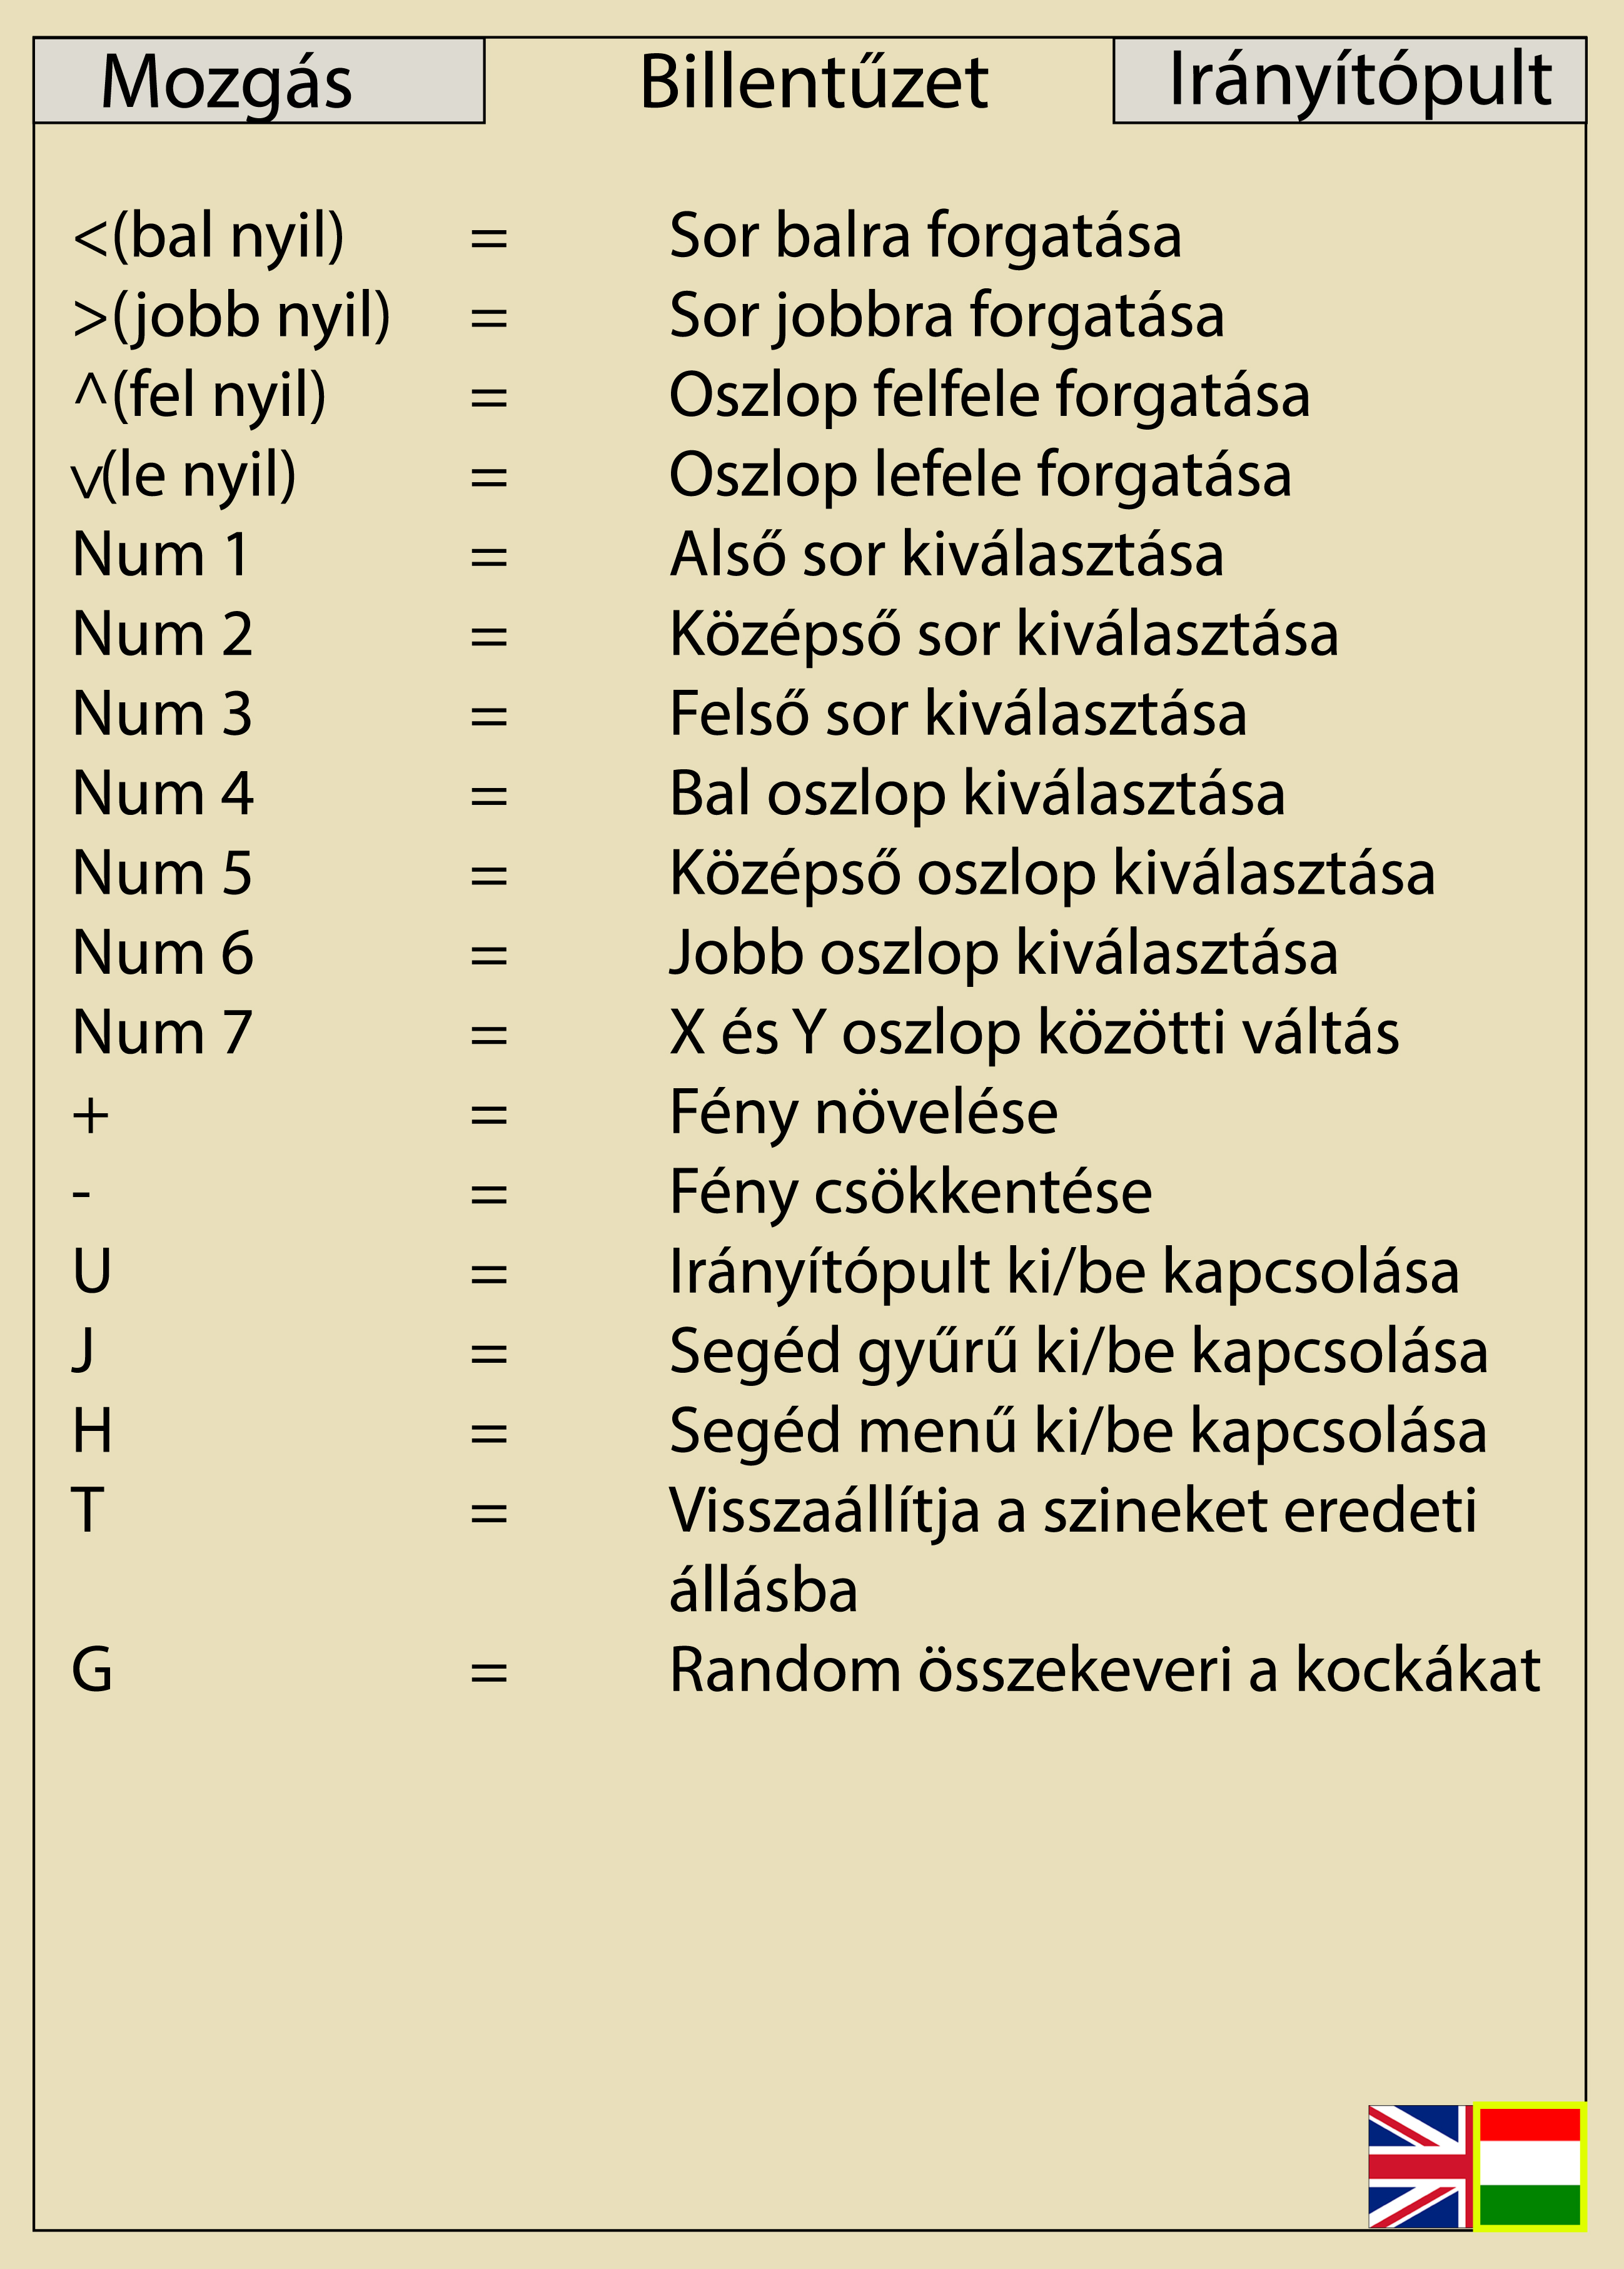 Mozgás Billentűzet Irányítópult
<(bal nyil) = Sor balra forgatása
>(jobb nyil) = Sor jobbra forgatása
^(fel nyil) = Oszlop felfele forgatása
v(le nyil) = Oszlop lefele forgatása
Num 1 = Alső sor kiválasztása
Num 2 = Középső sor kiválasztása
Num 3 = Felső sor kiválasztása
Num 4 = Bal oszlop kiválasztása
Num 5 = Középső oszlop kiválasztása
Num 6 = Jobb oszlop kiválasztása
Num 7 = X és Y oszlop közötti váltás
+ = Fény növelése
- = Fény csökkentése
U = Irányítópult ki/be kapcsolása
J = Segéd gyűrű ki/be kapcsolása
H = Segéd menű ki/be kapcsolása
T = Visszaállítja a szineket eredeti
állásba
G = Random összekeveri a kockákat